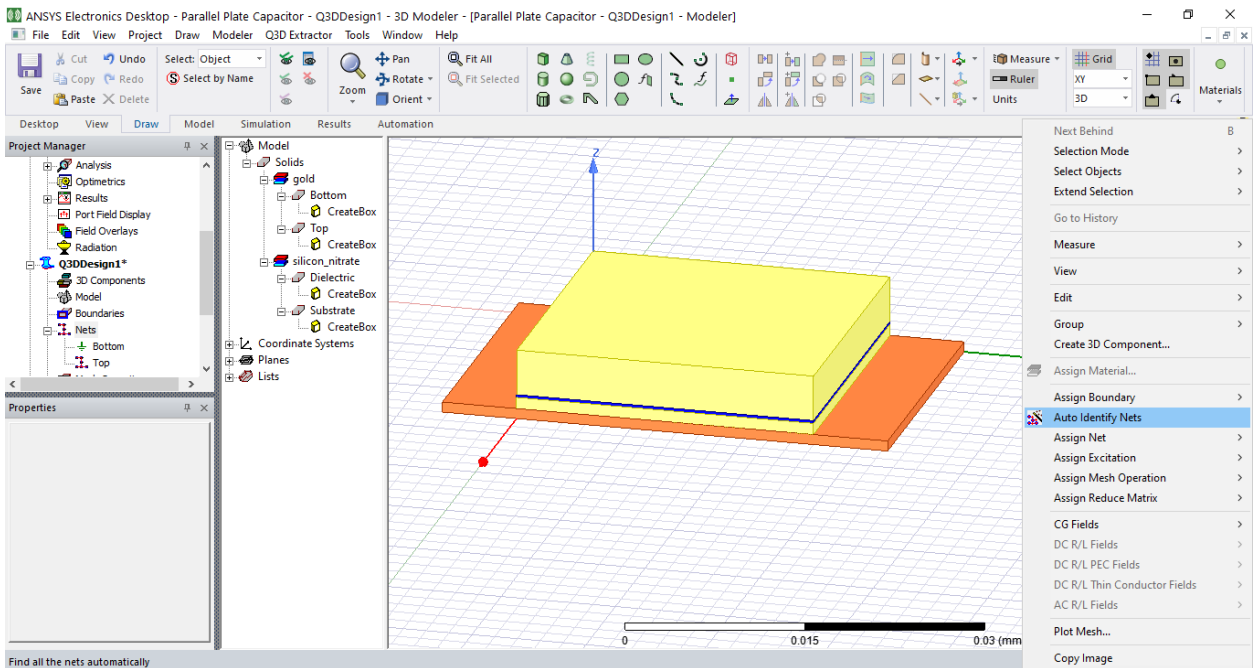 ANSYS Electronics Desktop - Parallel Plate Capacitor - Q3DDesign1 - 3D Modeler - [Parallel Plate Capacitor - Q3DDesign1 - Modeler]
File Edit View Project Draw Modeler Q3D Extractor Tools Window Help
Save
Cut Undo
Copy Redo
Paste Delete
Select: Object
Select by Name
Zoom
Pan
Rotate
Orient
Fit All
Fit Selected
Measure
Ruler
Units
Grid
XY
3D
Materials
Desktop View Draw Model Simulation Results Automation
Project Manager
Analysis
Optimetrics
Results
Port Field Display
Field Overlays
Radiation
Q3DDesign1*
3D Components
Model
Boundaries
Nets
Bottom
Top
Properties
Model
Solids
gold
Bottom
CreateBox
Top
CreateBox
silicon_nitrate
Dielectric
CreateBox
Substrate
CreateBox
Coordinate Systems
Planes
Lists
Z
0 0.015 0.03 (mm
Next Behind B
Selection Mode
Select Objects
Extend Selection
Go to History
Measure
View
Edit
Group
Create 3D Component...
Assign Material...
Assign Boundary
Auto Identify Nets
Assign Net
Assign Excitation
Assign Mesh Operation
Assign Reduce Matrix
CG Fields
DC R/L Fields
DC R/L PEC Fields
DC R/L Thin Conductor Fields
AC R/L Fields
Plot Mesh...
Copy Image
Find all the nets automatically